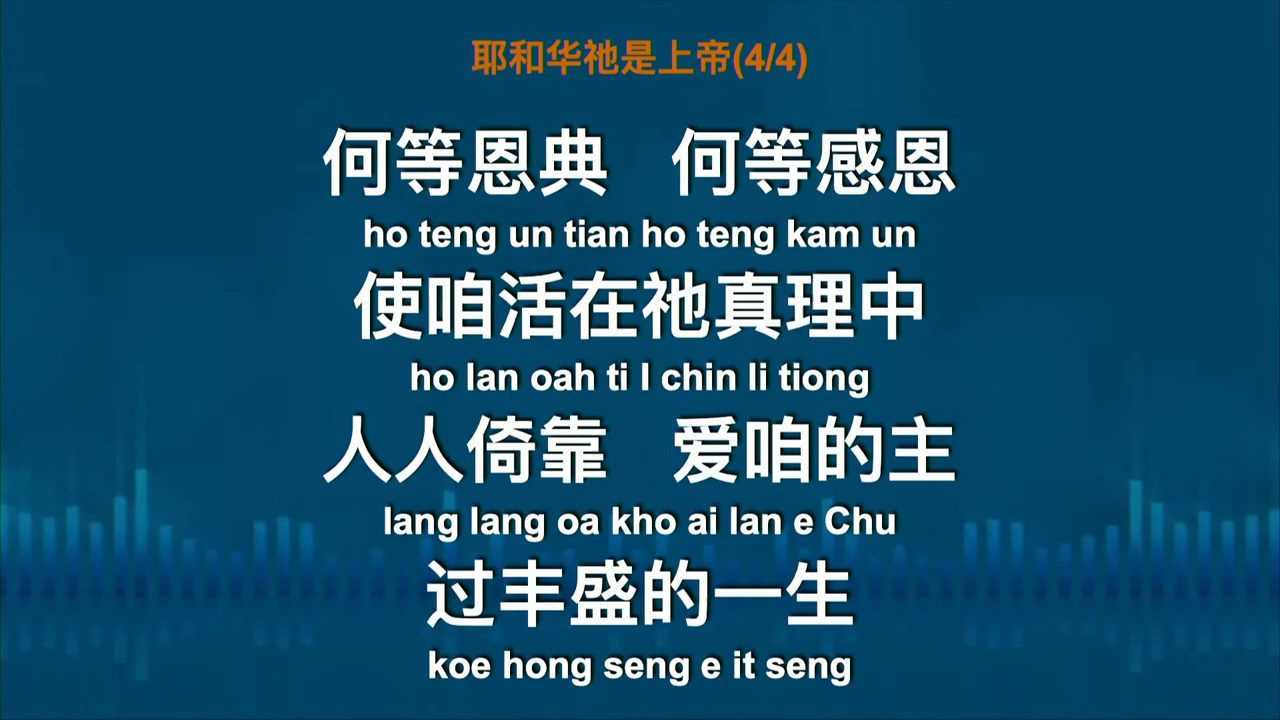 耶和华祂是上帝(4/4)
何等恩典 何等感恩
ho teng un tian ho teng kam un
使咱活在祂真理中
ho lan oah ti I chin li tiong
人人倚靠 爱咱的主
lang lang oa kho ai lan e Chu
过丰盛的一生
koe hong seng e it seng